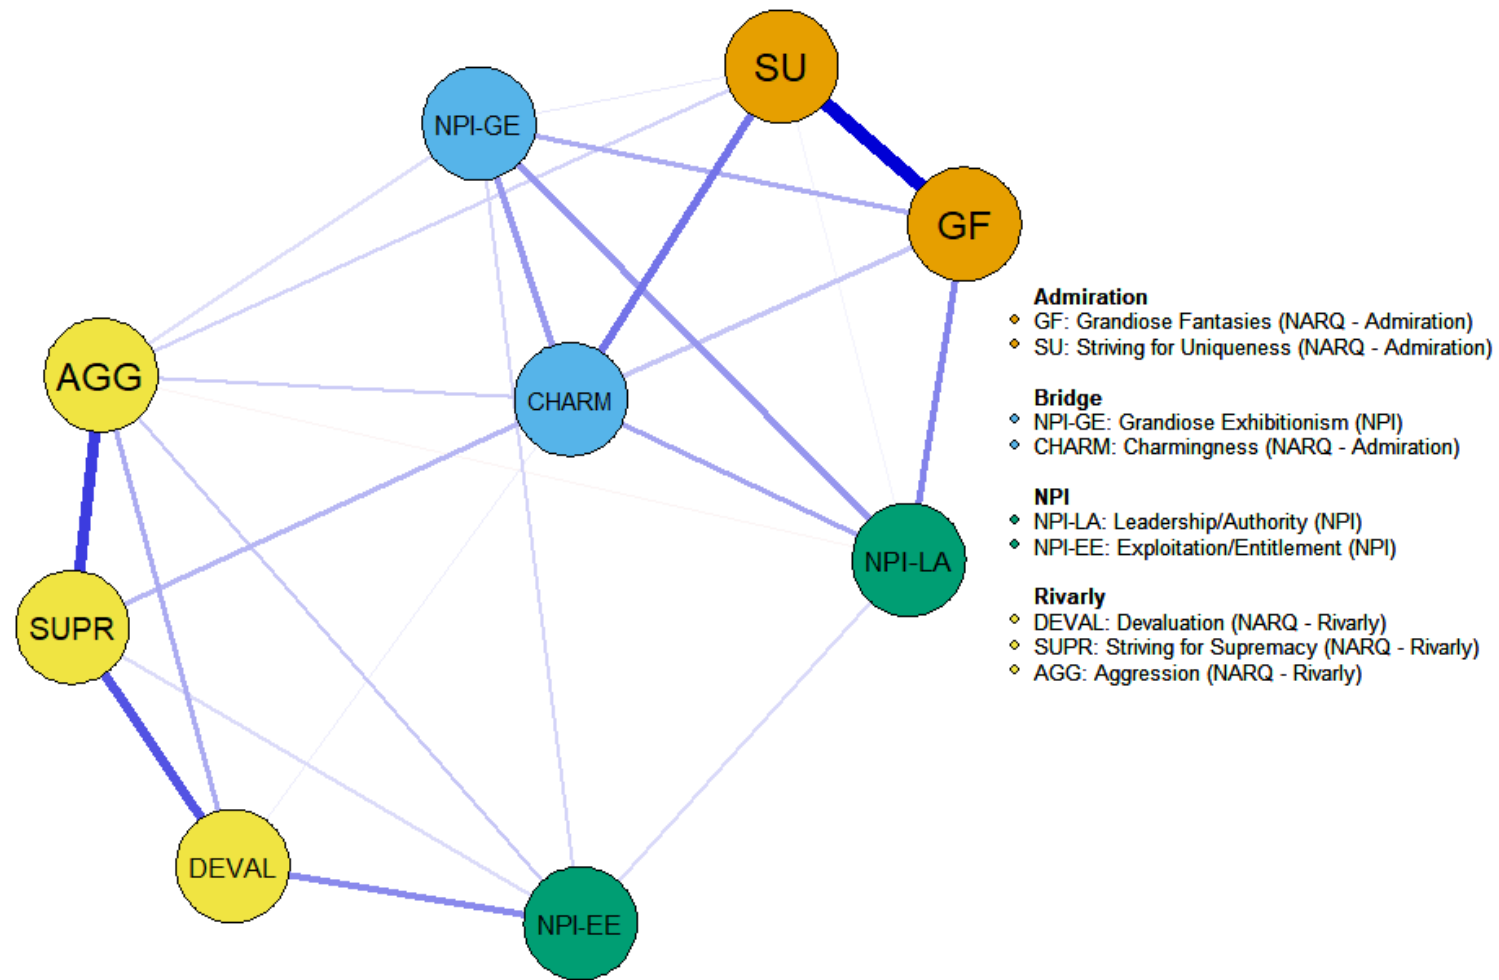 SU
NPI-GE
GF
AGG
CHARM
NPI-LA
SUPR
DEVAL
NPI-EE
Admiration
GF: Grandiose Fantasies (NARQ - Admiration)
SU: Striving for Uniqueness (NARQ - Admiration)
Bridge
NPI-GE: Grandiose Exhibitionism (NPI)
CHARM: Charmingness (NARQ - Admiration)
NPI
NPI-LA: Leadership/Authority (NPI)
NPI-EE: Exploitation/Entitlement (NPI)
Rivarly
DEVAL: Devaluation (NARQ - Rivarly)
SUPR: Striving for Supremacy (NARQ - Rivarly)
AGG: Aggression (NARQ - Rivarly)